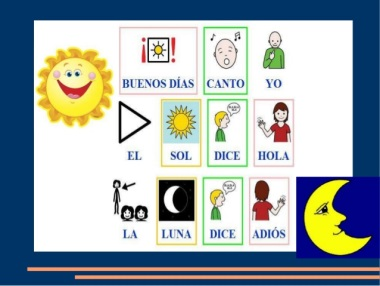 BUENOS DÍAS CANTO YO
EL SOL DICE HOLA
LA LUNA DICE ADIÓS